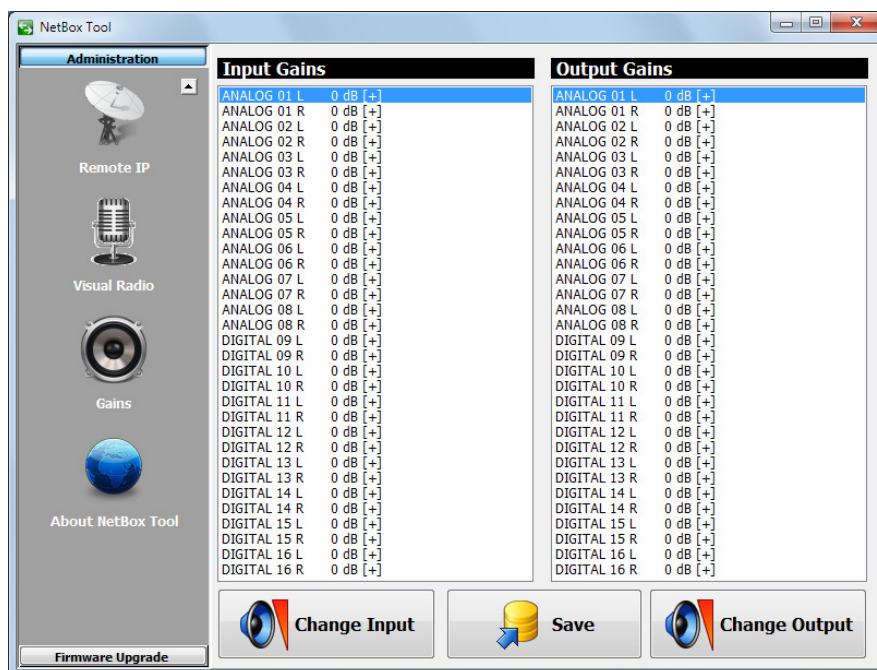 NetBox Tool
Administration
Remote IP
Visual Radio
Gains
About NetBox Tool
Firmware Upgrade
Input Gains
ANALOG 01 L 0 dB [+]
ANALOG 01 R 0 dB [+]
ANALOG 02 L 0 dB [+]
ANALOG 02 R 0 dB [+]
ANALOG 03 L 0 dB [+]
ANALOG 03 R 0 dB [+]
ANALOG 04 L 0 dB [+]
ANALOG 04 R 0 dB [+]
ANALOG 05 L 0 dB [+]
ANALOG 05 R 0 dB [+]
ANALOG 06 L 0 dB [+]
ANALOG 06 R 0 dB [+]
ANALOG 07 L 0 dB [+]
ANALOG 07 R 0 dB [+]
ANALOG 08 L 0 dB [+]
ANALOG 08 R 0 dB [+]
DIGITAL 09 L 0 dB [+]
DIGITAL 09 R 0 dB [+]
DIGITAL 10 L 0 dB [+]
DIGITAL 10 R 0 dB [+]
DIGITAL 11 L 0 dB [+]
DIGITAL 11 R 0 dB [+]
DIGITAL 12 L 0 dB [+]
DIGITAL 12 R 0 dB [+]
DIGITAL 13 L 0 dB [+]
DIGITAL 13 R 0 dB [+]
DIGITAL 14 L 0 dB [+]
DIGITAL 14 R 0 dB [+]
DIGITAL 15 L 0 dB [+]
DIGITAL 15 R 0 dB [+]
DIGITAL 16 L 0 dB [+]
DIGITAL 16 R 0 dB [+]
Output Gains
ANALOG 01 L 0 dB [+]
ANALOG 01 R 0 dB [+]
ANALOG 02 L 0 dB [+]
ANALOG 02 R 0 dB [+]
ANALOG 03 L 0 dB [+]
ANALOG 03 R 0 dB [+]
ANALOG 04 L 0 dB [+]
ANALOG 04 R 0 dB [+]
ANALOG 05 L 0 dB [+]
ANALOG 05 R 0 dB [+]
ANALOG 06 L 0 dB [+]
ANALOG 06 R 0 dB [+]
ANALOG 07 L 0 dB [+]
ANALOG 07 R 0 dB [+]
ANALOG 08 L 0 dB [+]
ANALOG 08 R 0 dB [+]
DIGITAL 09 L 0 dB [+]
DIGITAL 09 R 0 dB [+]
DIGITAL 10 L 0 dB [+]
DIGITAL 10 R 0 dB [+]
DIGITAL 11 L 0 dB [+]
DIGITAL 11 R 0 dB [+]
DIGITAL 12 L 0 dB [+]
DIGITAL 12 R 0 dB [+]
DIGITAL 13 L 0 dB [+]
DIGITAL 13 R 0 dB [+]
DIGITAL 14 L 0 dB [+]
DIGITAL 14 R 0 dB [+]
DIGITAL 15 L 0 dB [+]
DIGITAL 15 R 0 dB [+]
DIGITAL 16 L 0 dB [+]
DIGITAL 16 R 0 dB [+]
Change Input
Save
Change Output